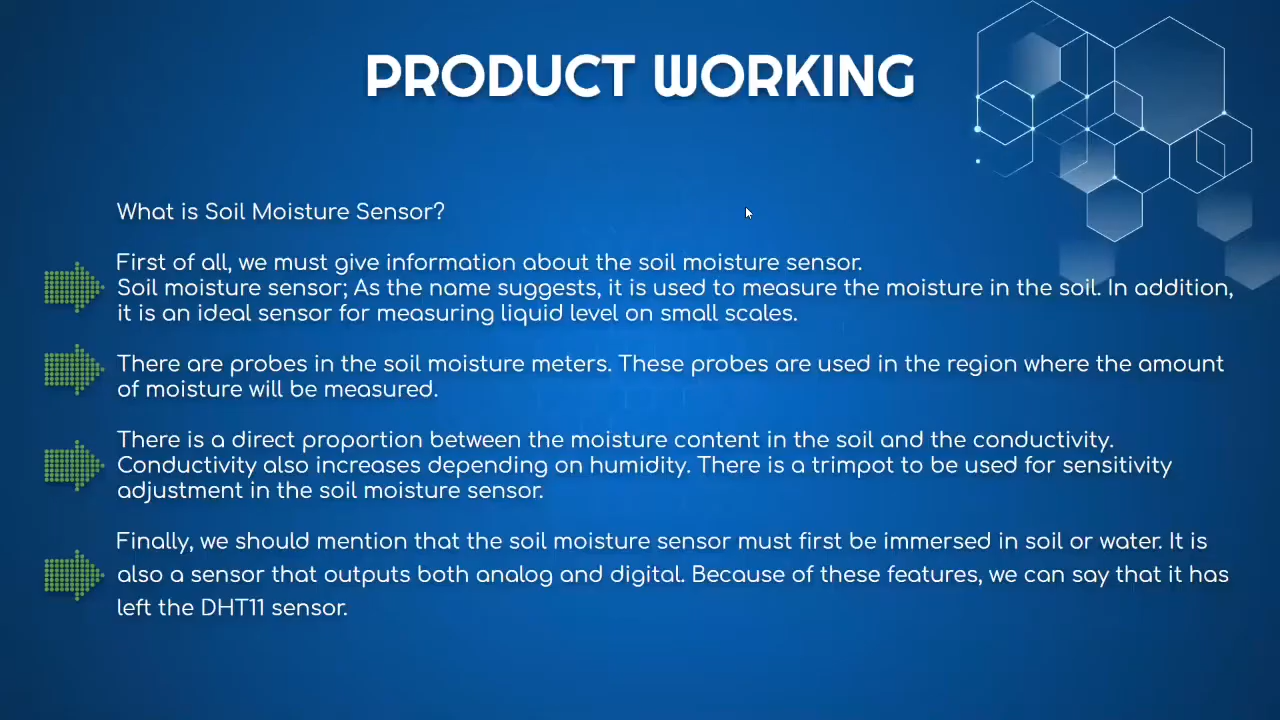 PRODUCT WORKING
What is Soil Moisture Sensor?
First of all, we must give information about the soil moisture sensor.
Soil moisture sensor; As the name suggests, it is used to measure the moisture in the soil. In addition,
it is an ideal sensor for measuring liquid level on small scales.
There are probes in the soil moisture meters. These probes are used in the region where the amount
of moisture will be measured.
There is a direct proportion between the moisture content in the soil and the conductivity.
Conductivity also increases depending on humidity. There is a trimpot to be used for sensitivity
adjustment in the soil moisture sensor.
Finally, we should mention that the soil moisture sensor must first be immersed in soil or water. It is
also a sensor that outputs both analog and digital. Because of these features, we can say that it has
left the DHT11 sensor.